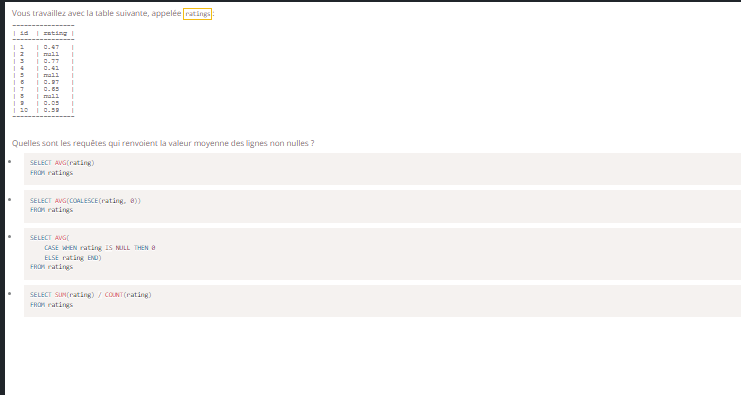 Vous travaillez avec la table suivante, appelée ratings:
----------------
| id | rating |
----------------
| 1 | 0.47 |
| 2 | null |
| 3 | 0.77 |
| 4 | 0.41 |
| 5 | null |
| 6 | 0.97 |
| 7 | 0.65 |
| 8 | null |
| 9 | 0.05 |
| 10 | 0.59 |
----------------
Quelles sont les requêtes qui renvoient la valeur moyenne des lignes non nulles ?
SELECT AVG(rating)
FROM ratings
SELECT AVG(COALESCE(rating, 0))
FROM ratings
SELECT AVG(
CASE WHEN rating IS NULL THEN 0
ELSE rating END)
FROM ratings
SELECT SUM(rating) / COUNT(rating)
FROM ratings